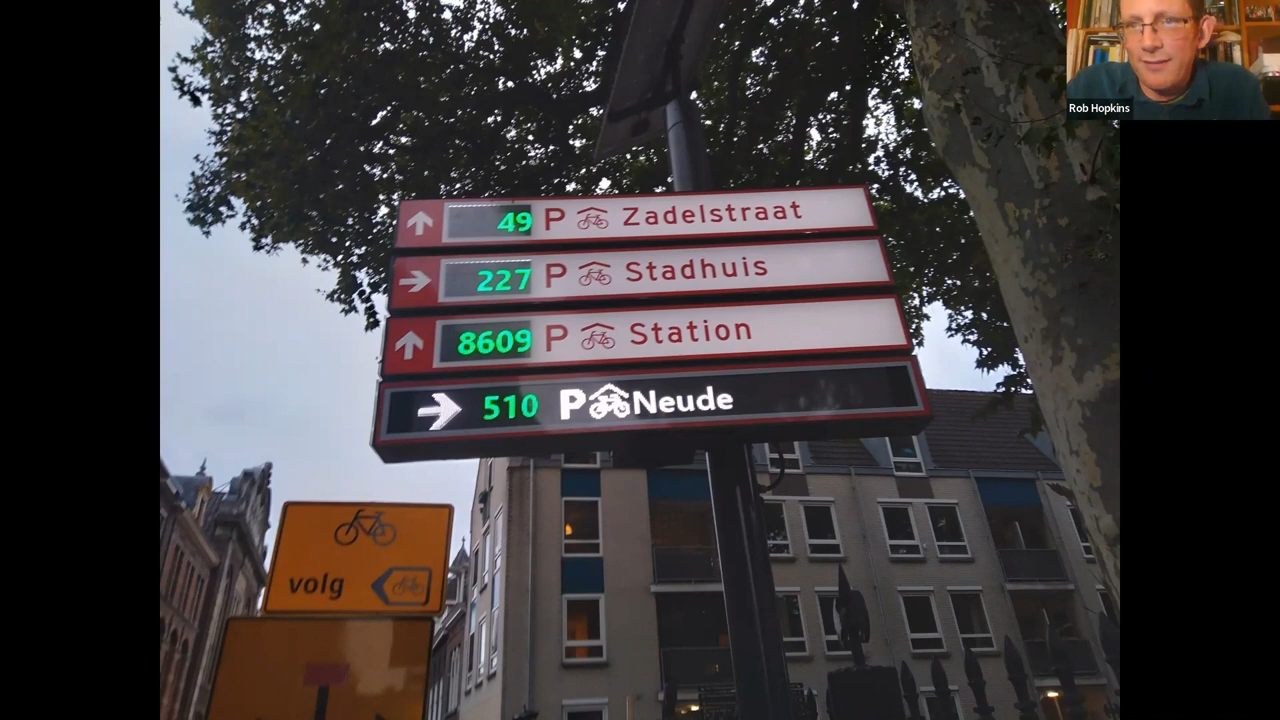 Rob Hopkins
49 P Zadelstraat
227 P Stadhuis
8609 P Station
510 P Neude
volg